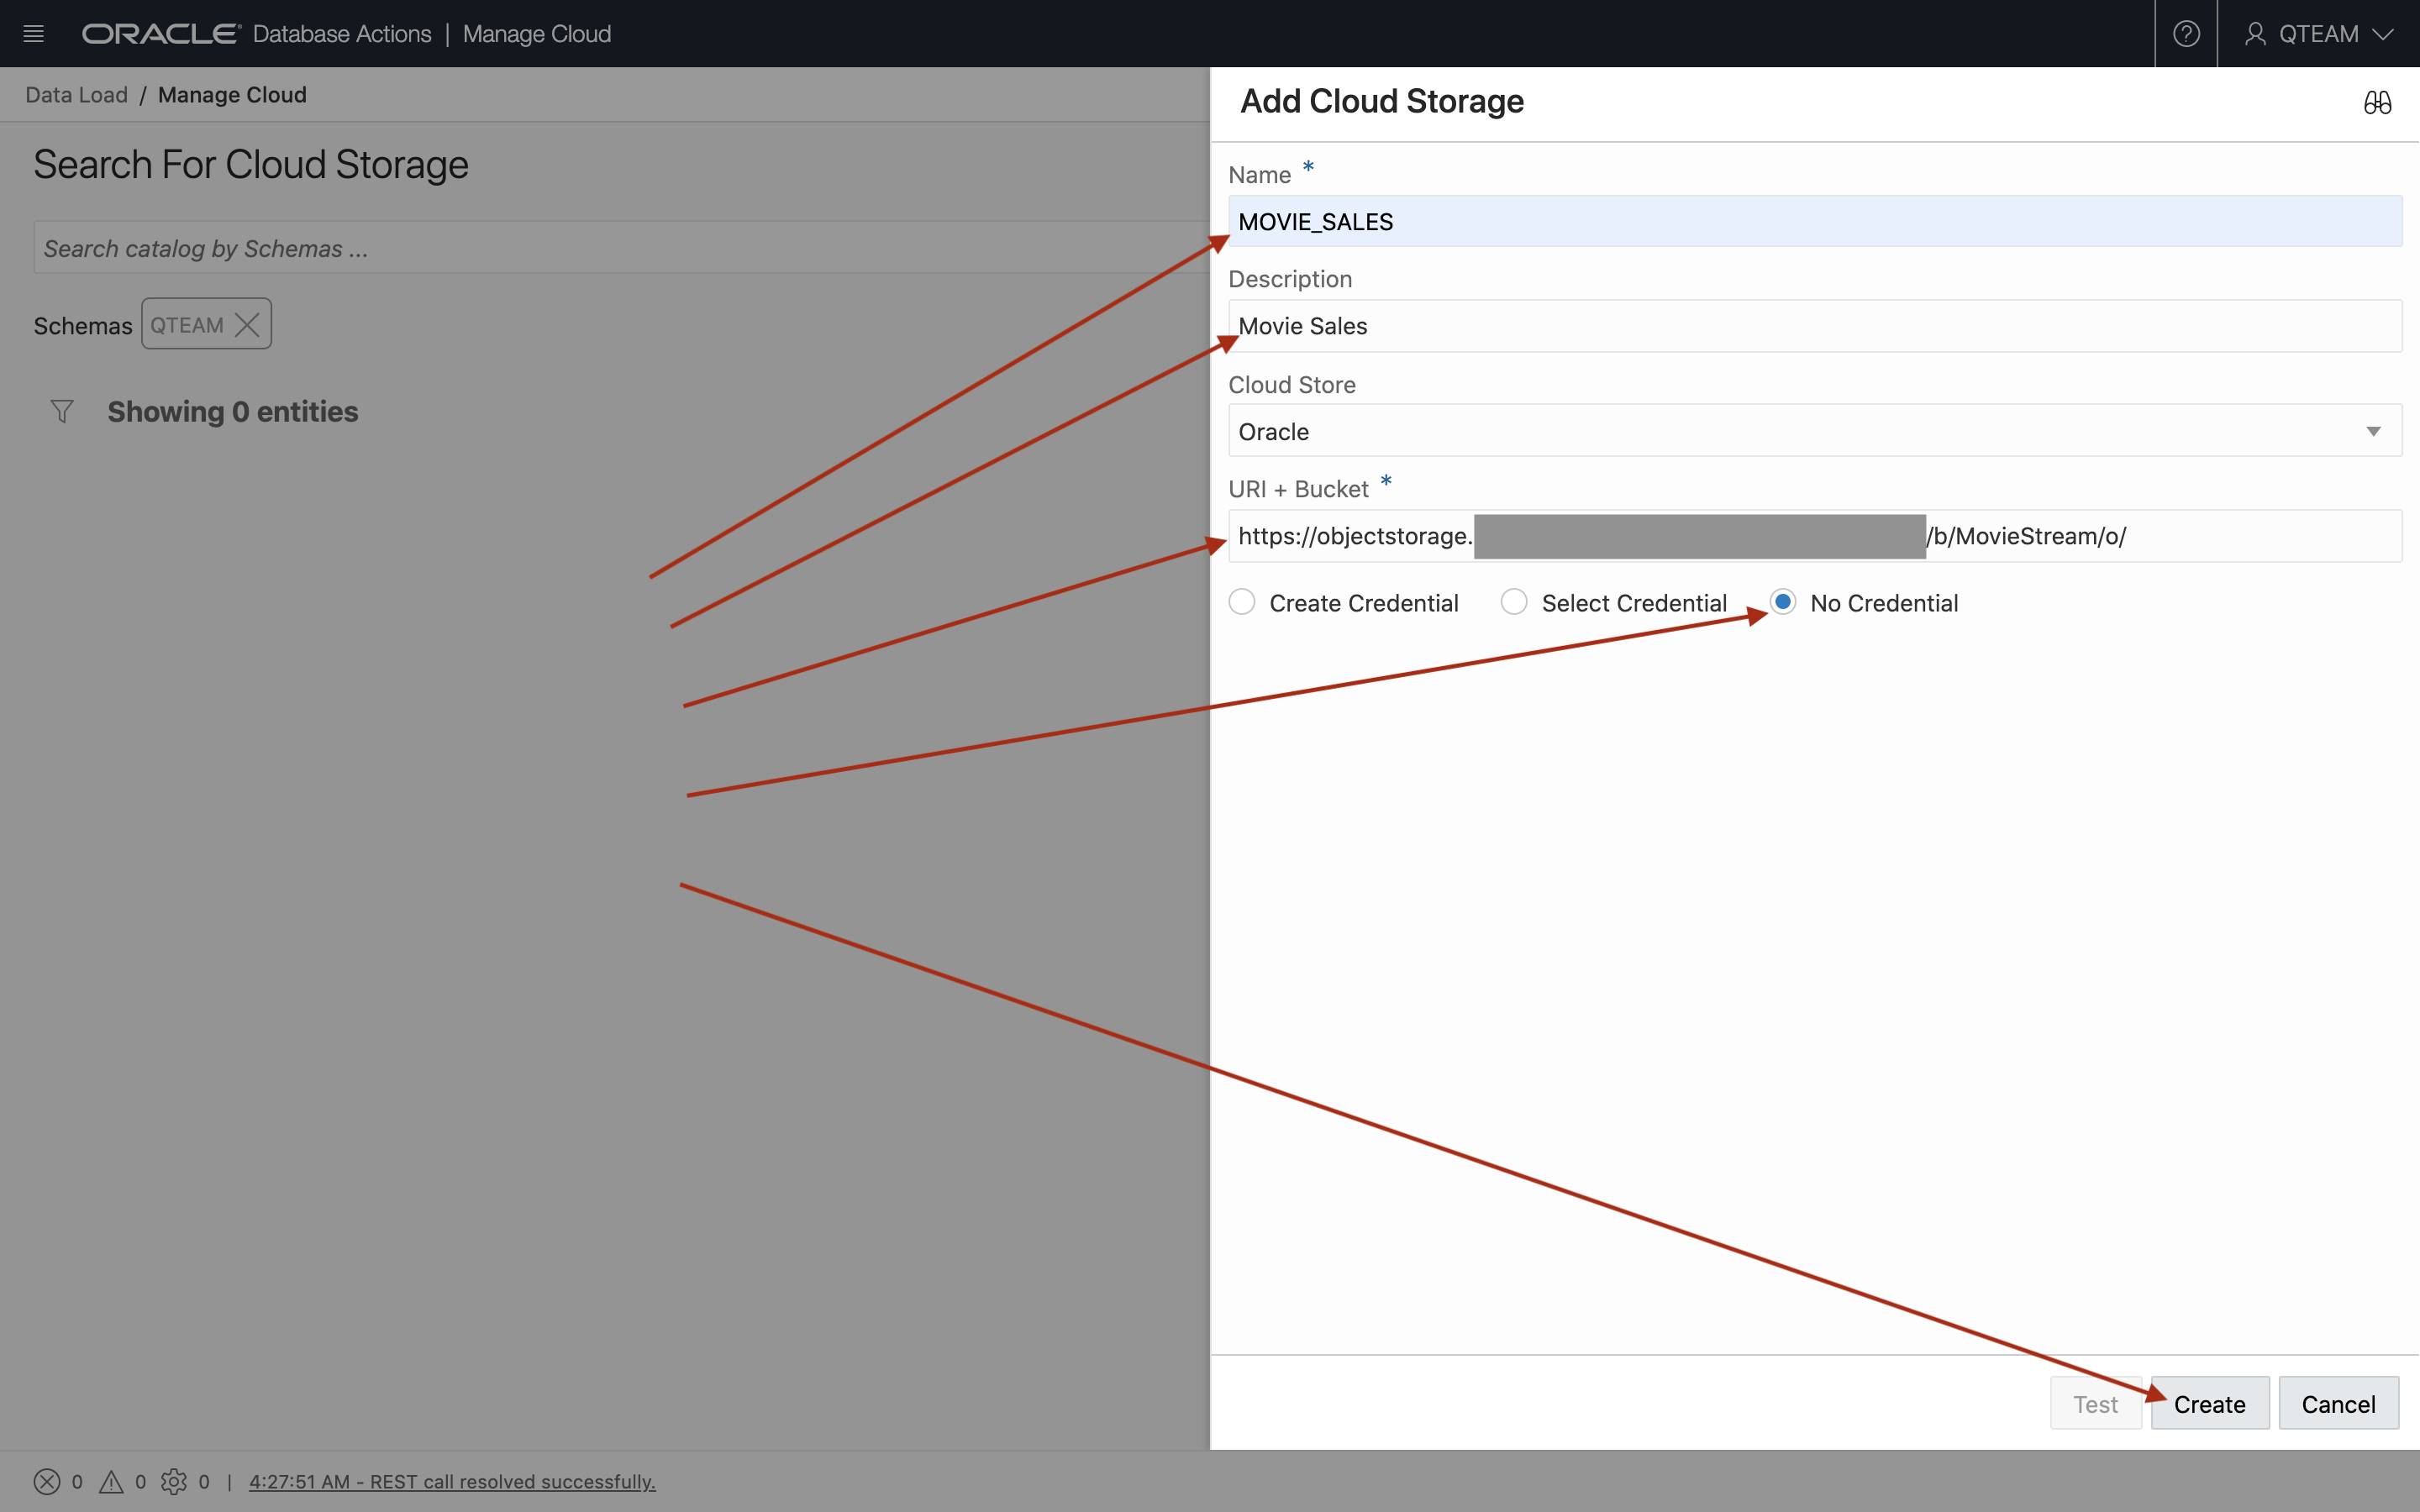 ORACLE Database Actions | Manage Cloud
QTEAM
Data Load / Manage Cloud
Search For Cloud Storage
Search catalog by Schemas ...
Schemas QTEAM
Showing 0 entities
Add Cloud Storage
Name *
MOVIE_SALES
Description
Movie Sales
Cloud Store
Oracle
URI + Bucket *
https://objectstorage. /b/MovieStream/o/
Create Credential Select Credential No Credential
Test Create Cancel
0 0 0 | 4:27:51 AM - REST call resolved successfully.